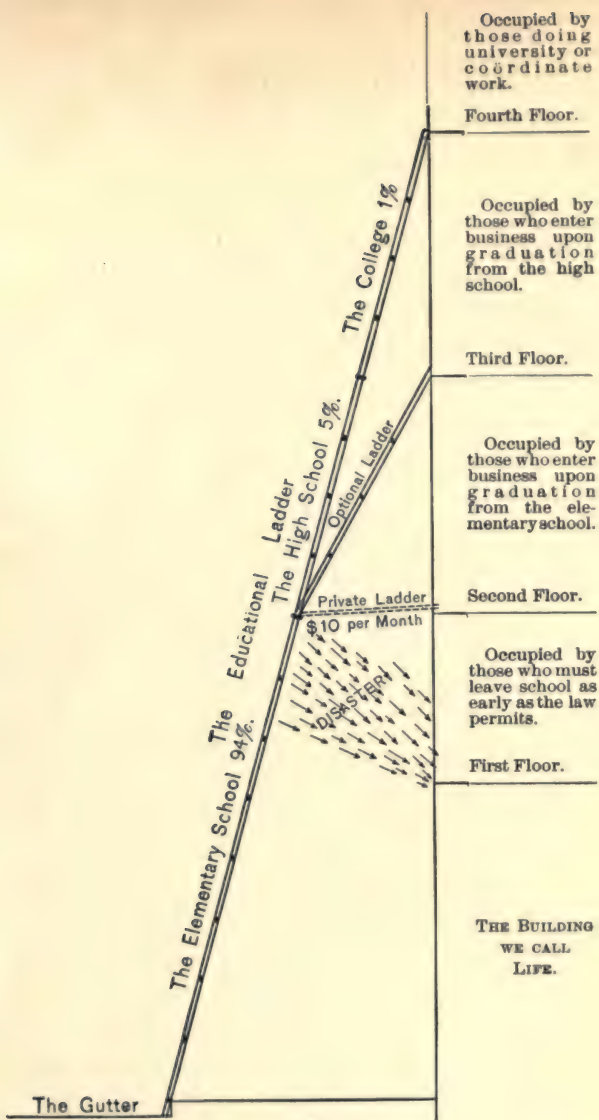 Occupied by
those doing
university or
coördinate
work.
Fourth Floor.
The College 1%
Occupied by
those who enter
business upon
graduation
from the high
school.
Third Floor.
The Educational Ladder
The High School 5%.
Optional Ladder
Occupied by
those who enter
business upon
graduation
from the ele-
mentary school.
Private Ladder
Second Floor.
$10 per Month
DISASTER
Occupied by
those who must
leave school as
early as the law
permits.
First Floor.
The Elementary School 94%.
THE BUILDING
WE CALL
LIFE.
The Gutter